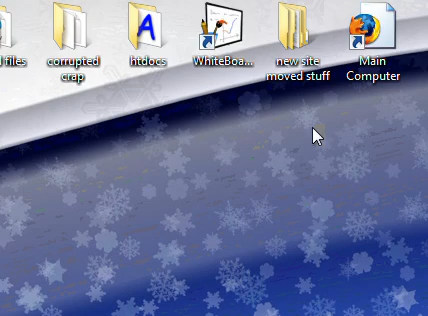 files
corrupted
crap
htdocs
WhiteBoa...
new site
moved stuff
Main
Computer